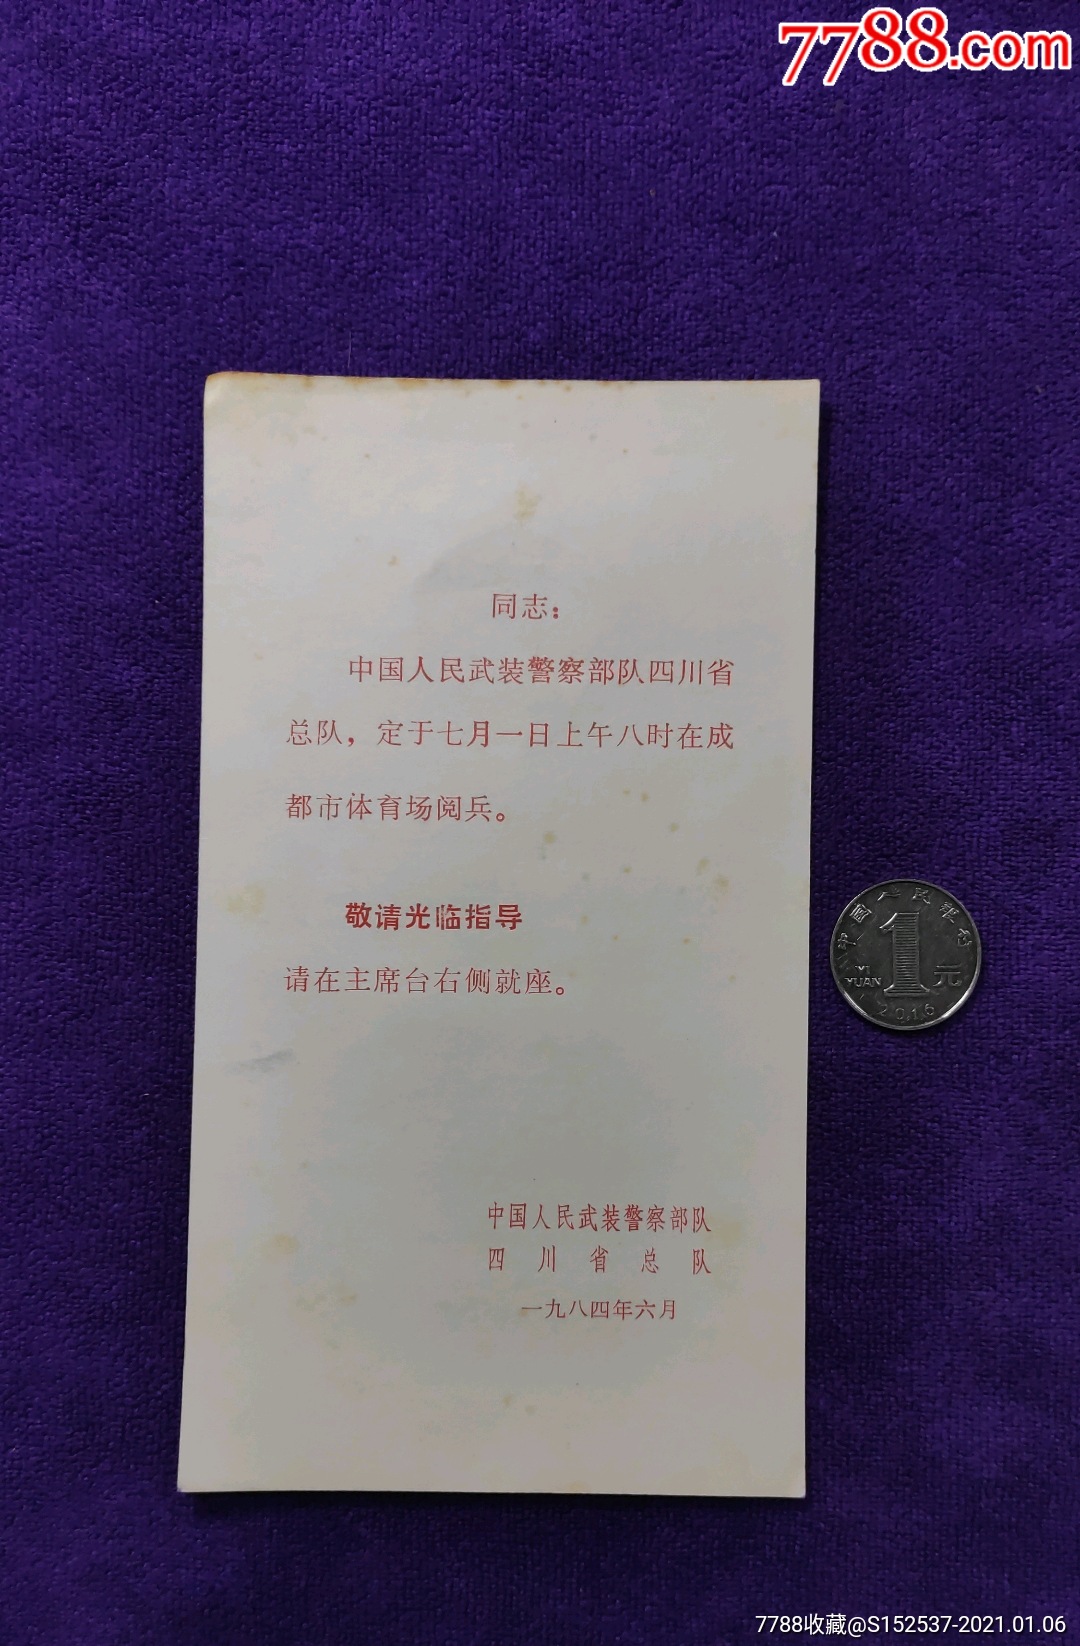 7788.com
同志：
中国人民武装警察部队四川省
总队，定于七月一日上午八时在成
都市体育场阅兵。
敬请光临指导
请在主席台右侧就座。
中国人民武装警察部队
四川省总队
一九八四年六月
中国人民银行
1
YI
YUAN
元
2016
7788收藏@S152537-2021.01.06